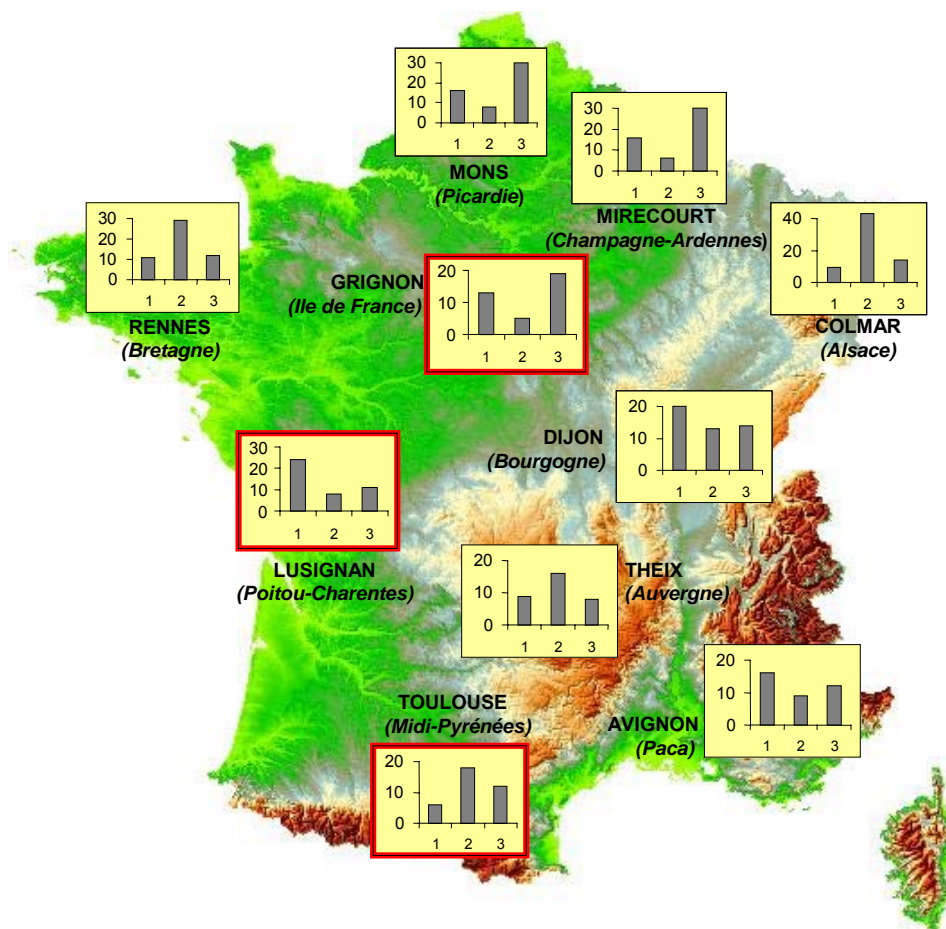 30
20
10
0
1 2 3
MONS
(Picardie)
30
20
10
0
1 2 3
MIRECOURT
(Champagne-Ardennes)
30
20
10
0
1 2 3
RENNES
(Bretagne)
GRIGNON
(Ile de France)
20
10
0
1 2 3
40
20
0
1 2 3
COLMAR
(Alsace)
DIJON
(Bourgogne)
20
10
0
1 2 3
30
20
10
0
1 2 3
LUSIGNAN
(Poitou-Charentes)
20
10
0
1 2 3
THEIX
(Auvergne)
TOULOUSE
(Midi-Pyrénées)
20
10
0
1 2 3
AVIGNON
(Paca)
20
10
0
1 2 3